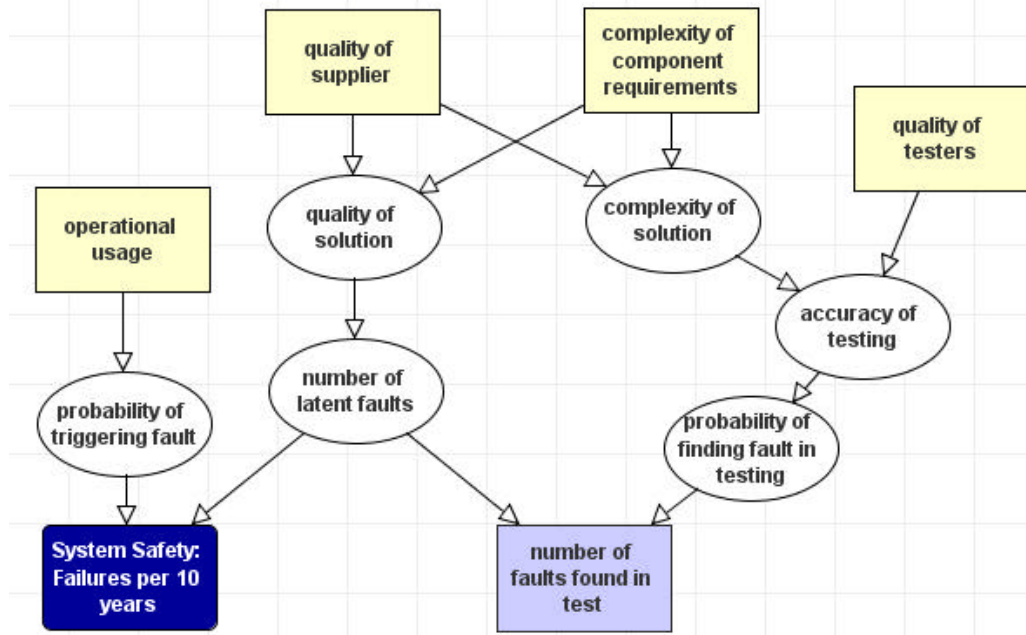 quality of
supplier
complexity of
component
requirements
quality of
testers
operational
usage
quality of
solution
complexity of
solution
accuracy of
testing
number of
latent faults
probability of
triggering fault
probability of
finding fault in
testing
System Safety:
Failures per 10
years
number of
faults found in
test